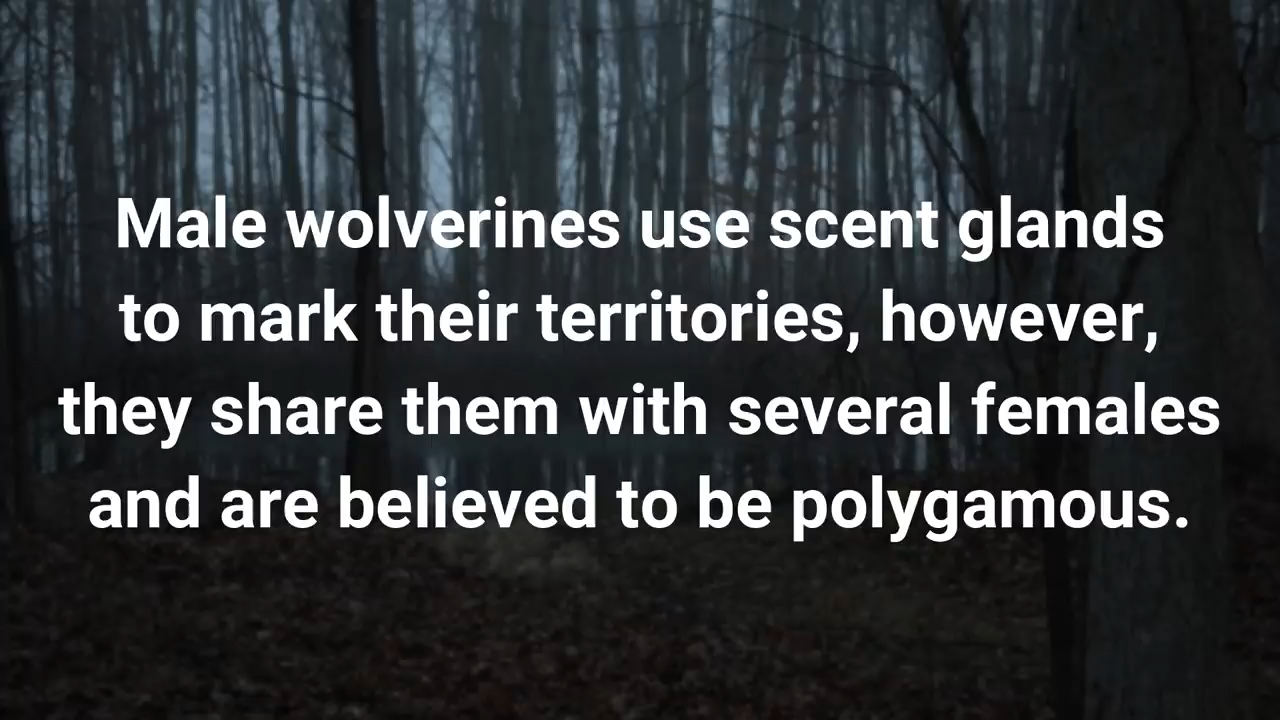 Male wolverines use scent glands
to mark their territories, however,
they share them with several females
and are believed to be polygamous.